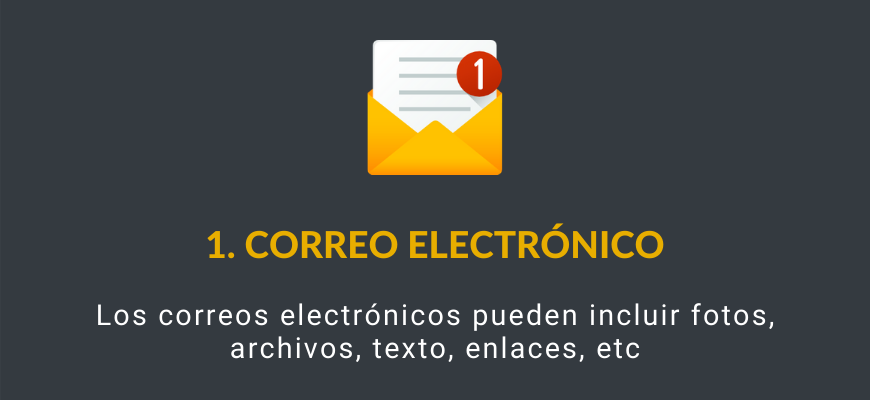 1
1. CORREO ELECTRÓNICO
Los correos electrónicos pueden incluir fotos,
archivos, texto, enlaces, etc